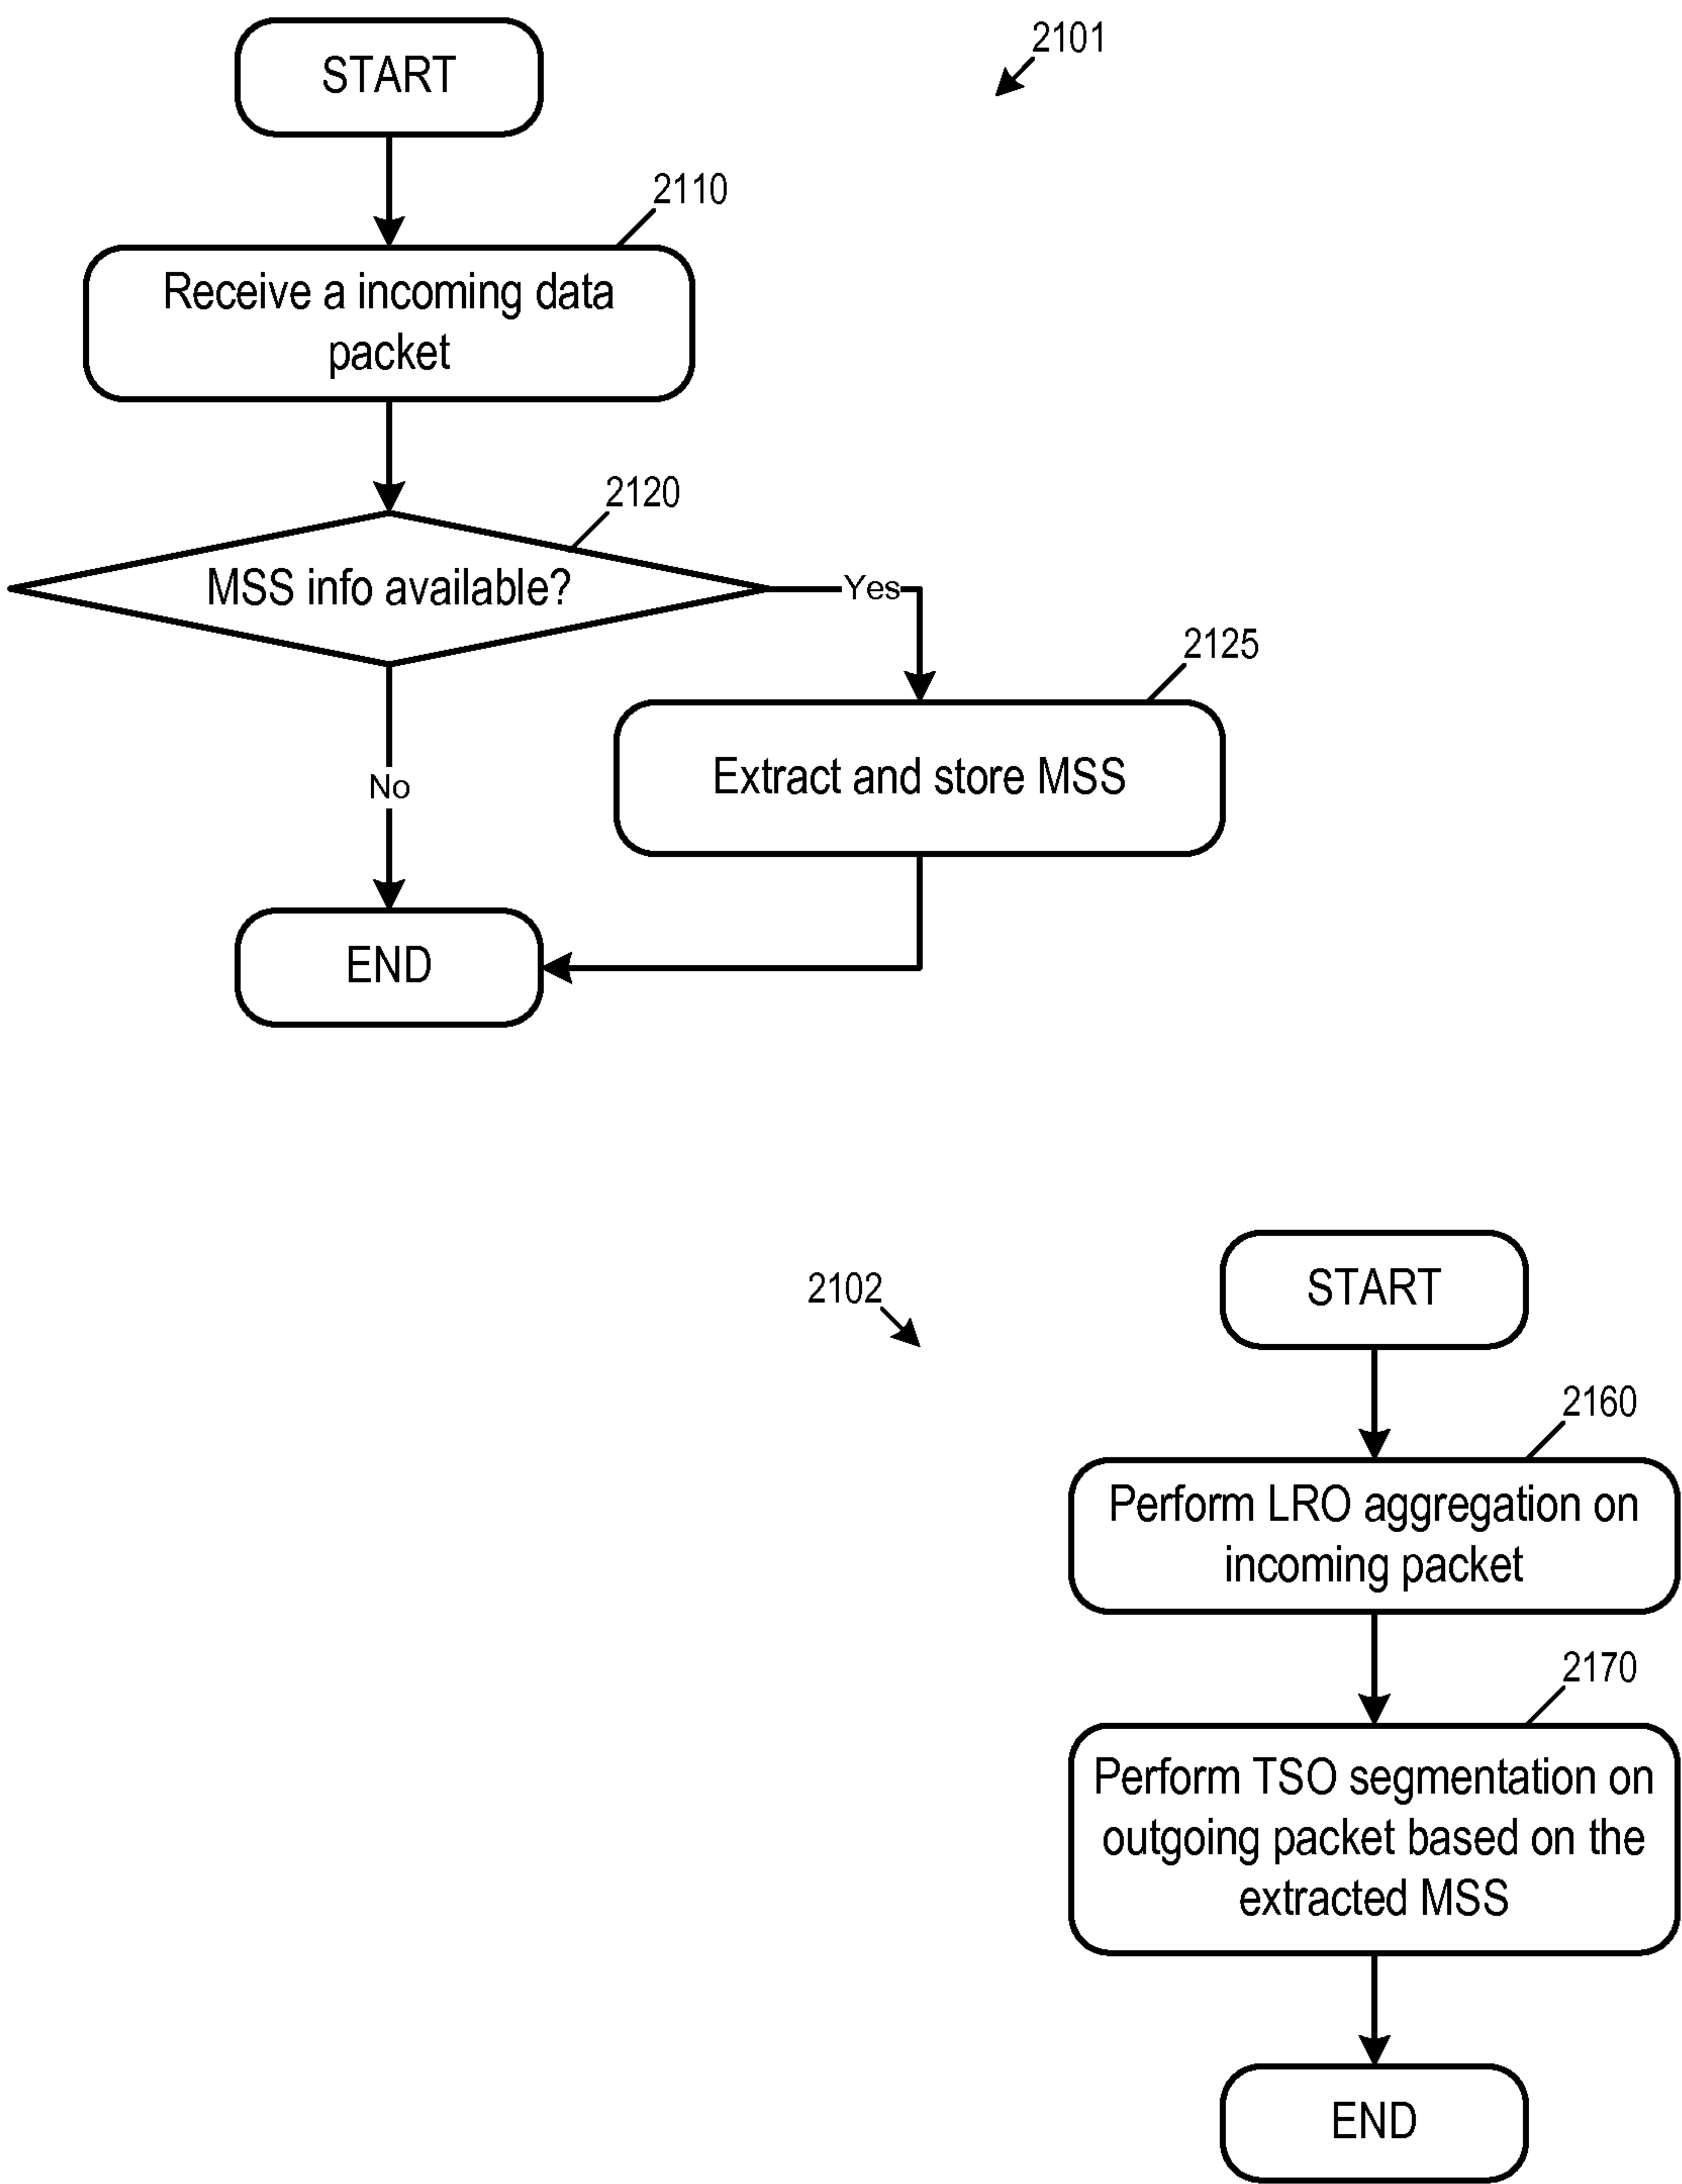 START
2101
2110
Receive a incoming data
packet
2120
MSS info available?
Yes
2125
Extract and store MSS
No
END
2102
START
2160
Perform LRO aggregation on
incoming packet
2170
Perform TSO segmentation on
outgoing packet based on the
extracted MSS
END